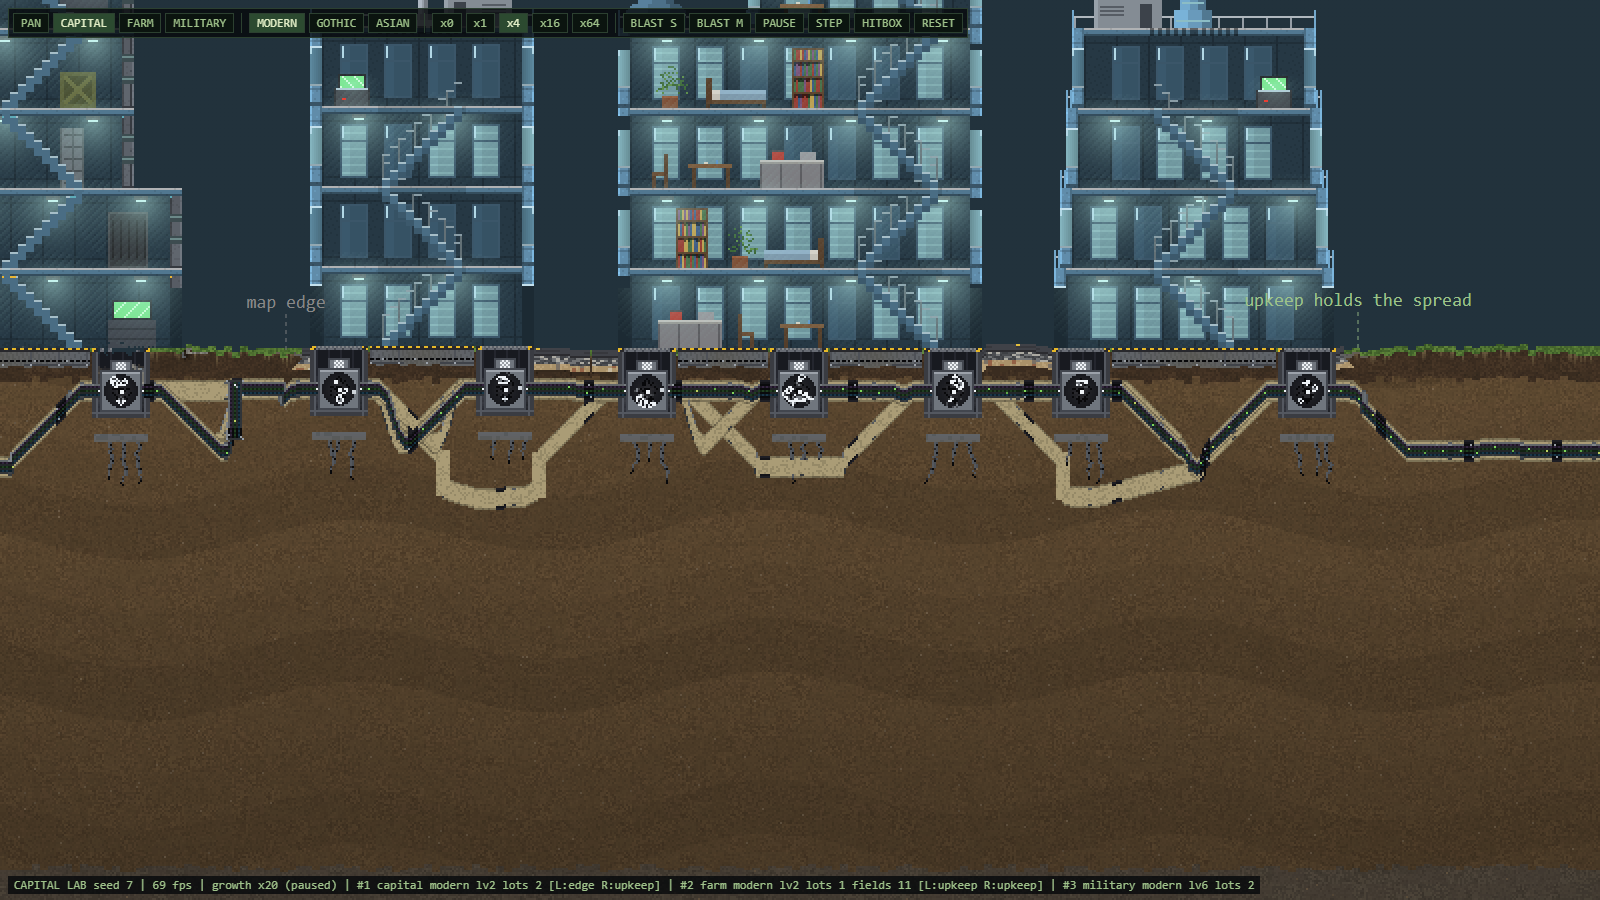 PAN CAPITAL FARM MILITARY MODERN GOTHIC ASIAN x0 x1 x4 x16 x64 BLAST S BLAST M PAUSE STEP HITBOX RESET
map edge
upkeep holds the spread
CAPITAL LAB seed 7 | 69 fps | growth x20 (paused) | #1 capital modern lv2 lots 2 [L:edge R:upkeep] | #2 farm modern lv2 lots 1 fields 11 [L:upkeep R:upkeep] | #3 military modern lv6 lots 2